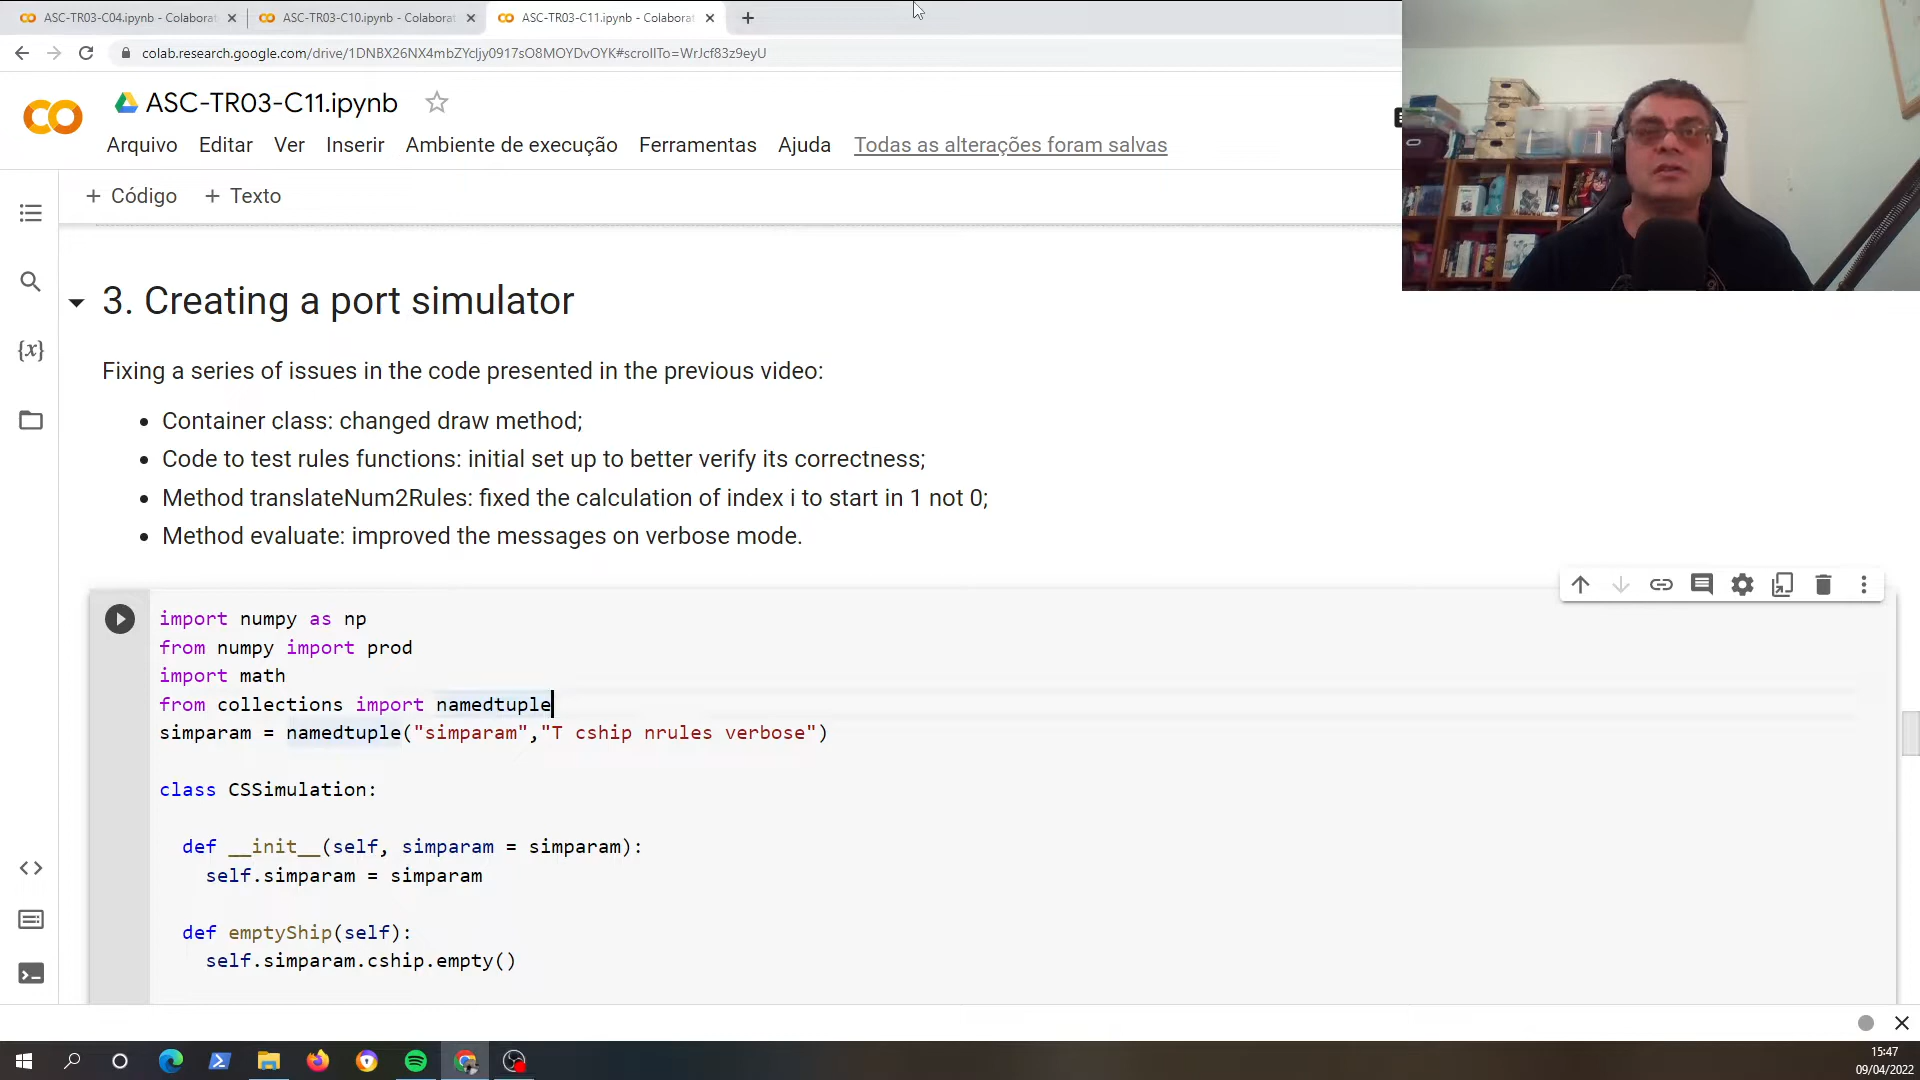 ASC-TR03-C04.ipynb - Colaborat
ASC-TR03-C10.ipynb - Colaborat
ASC-TR03-C11.ipynb - Colaborat
colab.research.google.com/drive/1DNBX26NX4mbZYcIjy0917sO8MOYDvOYK#scrollTo=WrJcf83z9eyU
ASC-TR03-C11.ipynb
Arquivo Editar Ver Inserir Ambiente de execução Ferramentas Ajuda Todas as alterações foram salvas
+ Código + Texto
3. Creating a port simulator
Fixing a series of issues in the code presented in the previous video:
• Container class: changed draw method;
• Code to test rules functions: initial set up to better verify its correctness;
• Method translateNum2Rules: fixed the calculation of index i to start in 1 not 0;
• Method evaluate: improved the messages on verbose mode.
import numpy as np
from numpy import prod
import math
from collections import namedtuple
simparam = namedtuple("simparam","T cship nrules verbose")
class CSSimulation:
def __init__(self, simparam = simparam):
self.simparam = simparam
def emptyShip(self):
self.simparam.cship.empty()
15:47
09/04/2022